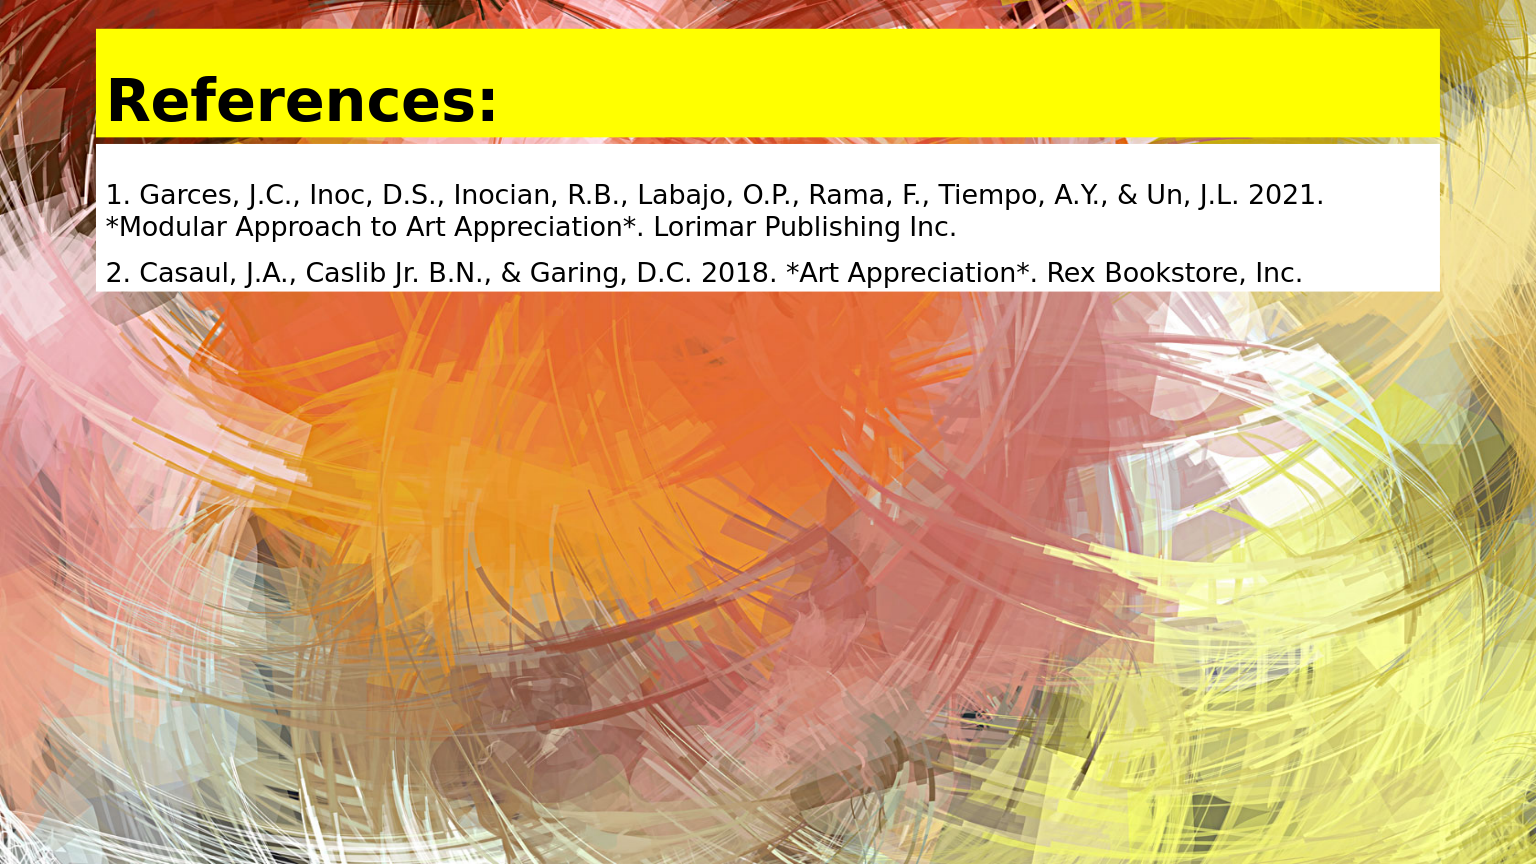 References:
1. Garces, J.C., Inoc, D.S., Inocian, R.B., Labajo, O.P., Rama, F., Tiempo, A.Y., & Un, J.L. 2021.
*Modular Approach to Art Appreciation*. Lorimar Publishing Inc.
2. Casaul, J.A., Caslib Jr. B.N., & Garing, D.C. 2018. *Art Appreciation*. Rex Bookstore, Inc.